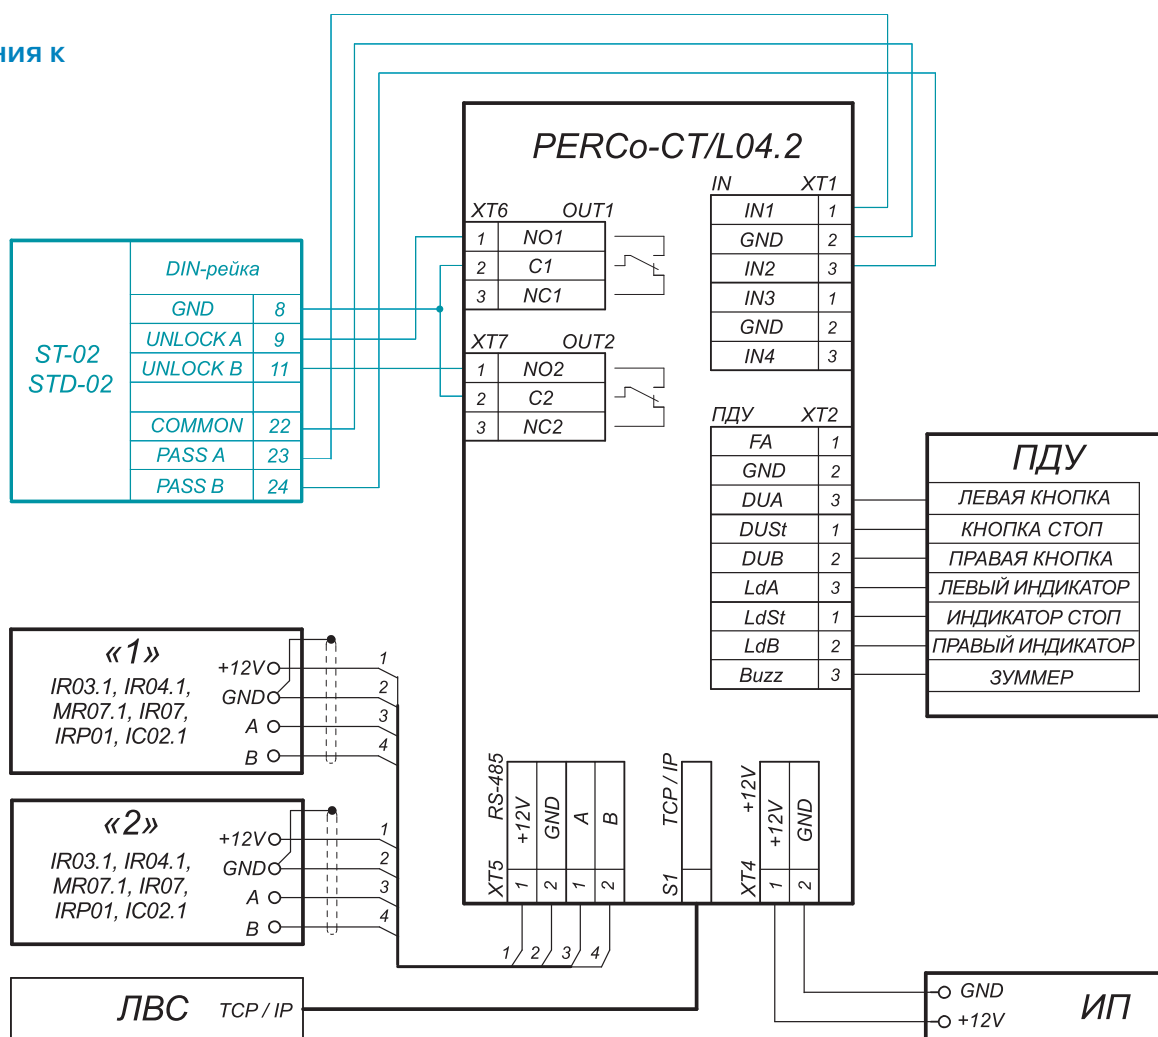 ния к
PERCo-CT/L04.2
IN XT1
IN1 1
GND 2
IN2 3
IN3 1
GND 2
IN4 3
XT6 OUT1
1 NO1
2 C1
3 NC1
XT7 OUT2
1 NO2
2 C2
3 NC2
ST-02
STD-02
DIN-рейка
GND 8
UNLOCK A 9
UNLOCK B 11
COMMON 22
PASS A 23
PASS B 24
ПДУ XT2
FA 1
GND 2
DUA 3
DUSt 1
DUB 2
LdA 3
LdSt 1
LdB 2
Buzz 3
ПДУ
ЛЕВАЯ КНОПКА
КНОПКА СТОП
ПРАВАЯ КНОПКА
ЛЕВЫЙ ИНДИКАТОР
ИНДИКАТОР СТОП
ПРАВЫЙ ИНДИКАТОР
ЗУММЕР
«1»
IR03.1, IR04.1,
MR07.1, IR07,
IRP01, IC02.1
+12V 1
GND 2
A 3
B 4
«2»
IR03.1, IR04.1,
MR07.1, IR07,
IRP01, IC02.1
+12V 1
GND 2
A 3
B 4
XT5 RS-485
+12V 1
GND 2
A 1
B 2
S1 TCP / IP
XT4 +12V
+12V 1
GND 2
1 2 3 4
ЛВС TCP / IP
ИП
GND
+12V